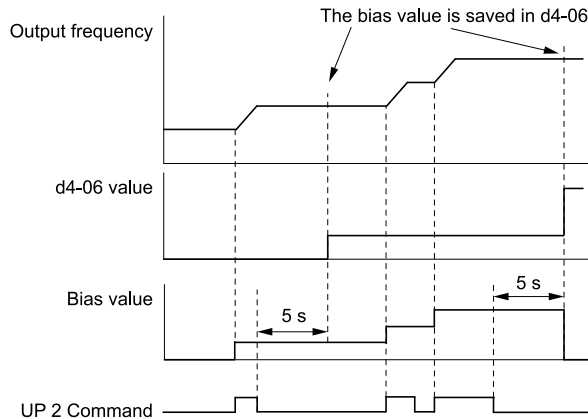 The bias value is saved in d4-06
Output frequency
d4-06 value
Bias value
5 s
5 s
UP 2 Command